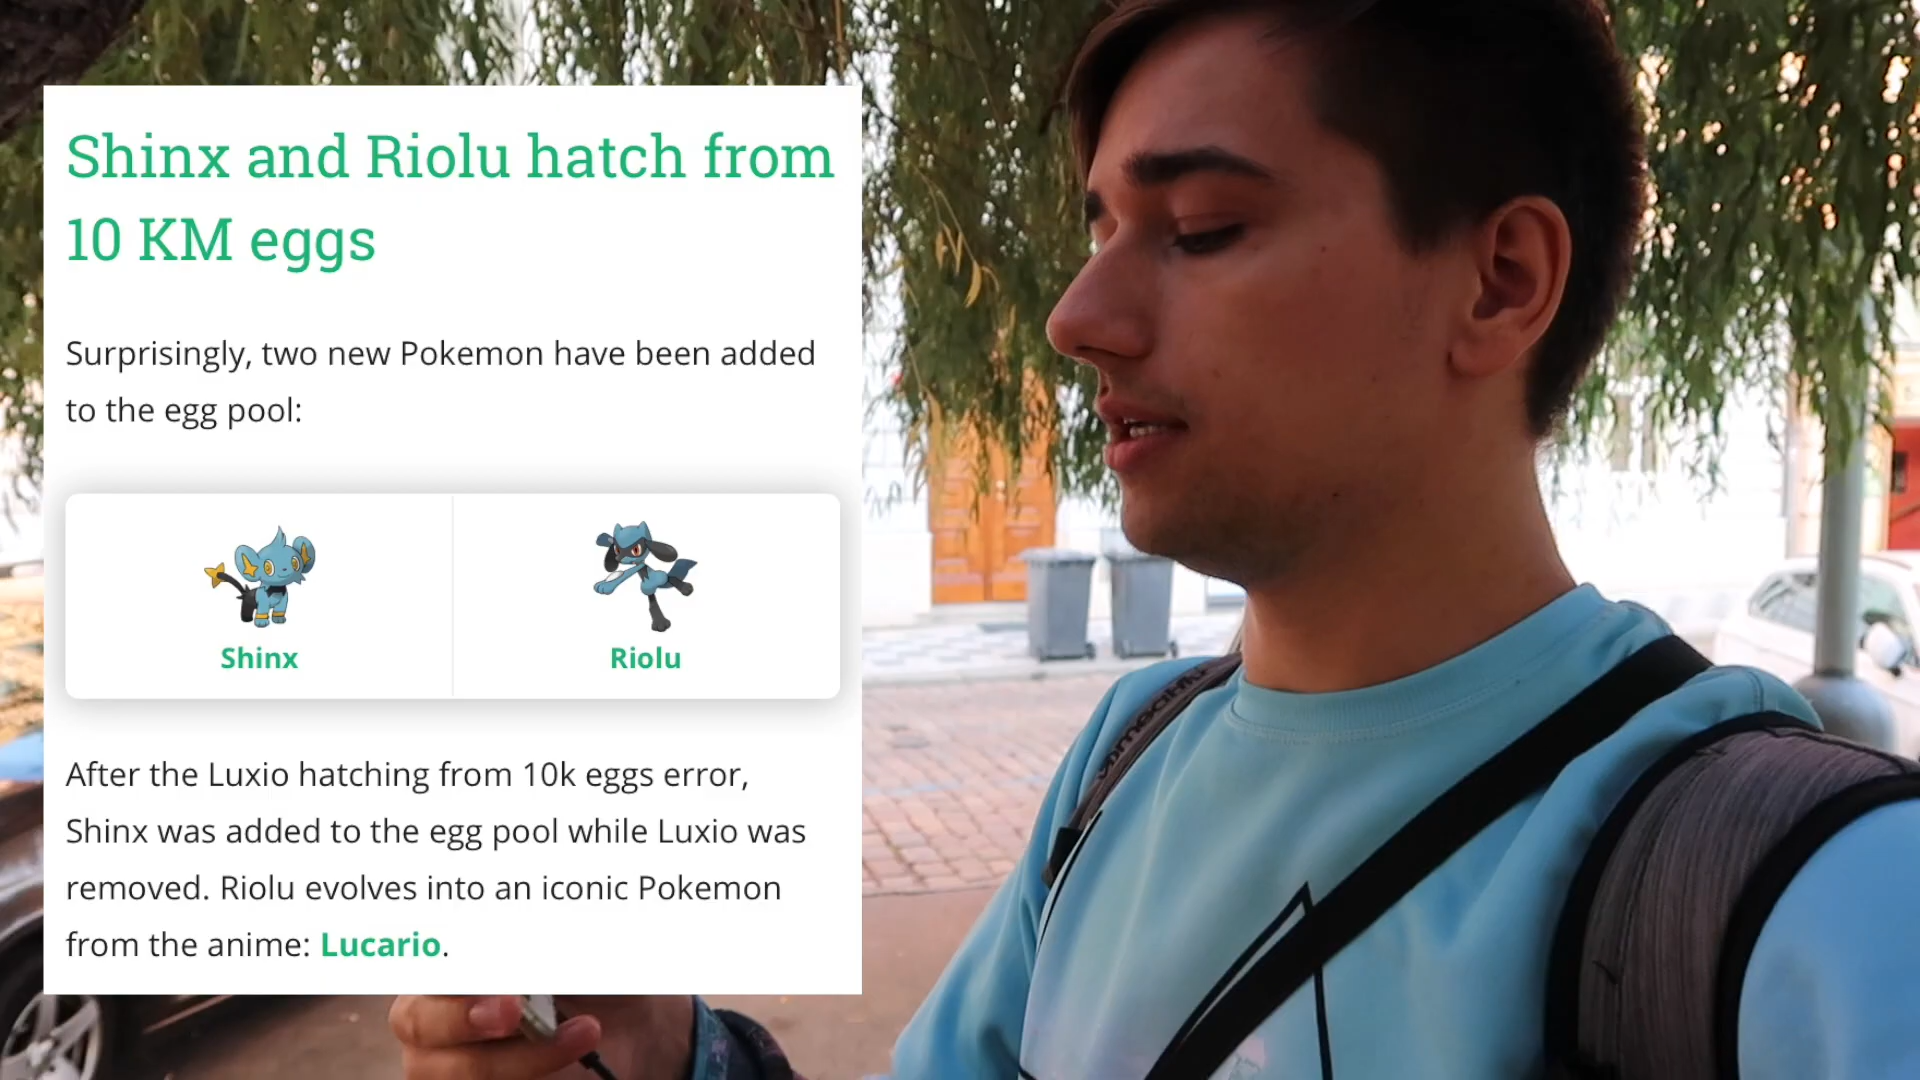 Shinx and Riolu hatch from
10 KM eggs
Surprisingly, two new Pokemon have been added
to the egg pool:
Shinx
Riolu
After the Luxio hatching from 10k eggs error,
Shinx was added to the egg pool while Luxio was
removed. Riolu evolves into an iconic Pokemon
from the anime: Lucario.